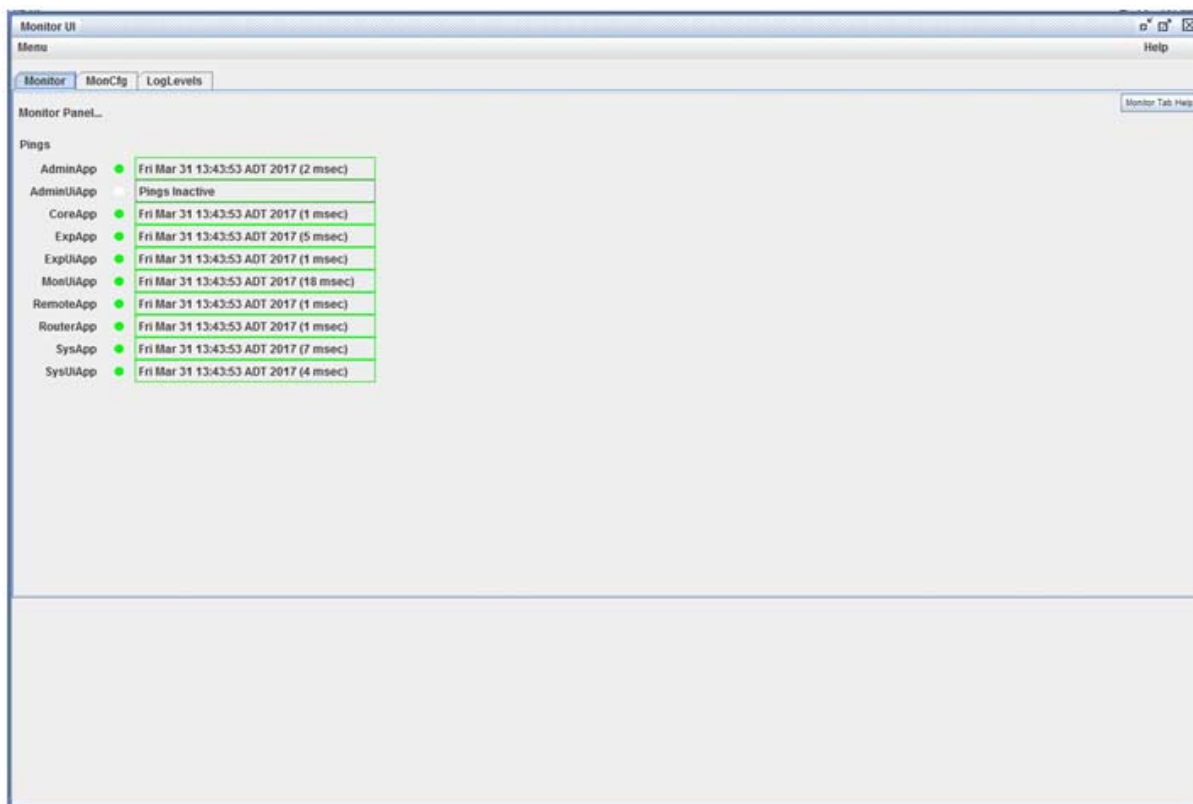 Monitor UI
Menu Help
Monitor MonCfg LogLevels
Monitor Panel... Monitor Tab Help
Pings
AdminApp Fri Mar 31 13:43:53 ADT 2017 (2 msec)
AdminUiApp Pings Inactive
CoreApp Fri Mar 31 13:43:53 ADT 2017 (1 msec)
ExpApp Fri Mar 31 13:43:53 ADT 2017 (5 msec)
ExpUiApp Fri Mar 31 13:43:53 ADT 2017 (1 msec)
MonUiApp Fri Mar 31 13:43:53 ADT 2017 (18 msec)
RemoteApp Fri Mar 31 13:43:53 ADT 2017 (1 msec)
RouterApp Fri Mar 31 13:43:53 ADT 2017 (1 msec)
SysApp Fri Mar 31 13:43:53 ADT 2017 (7 msec)
SysUiApp Fri Mar 31 13:43:53 ADT 2017 (4 msec)